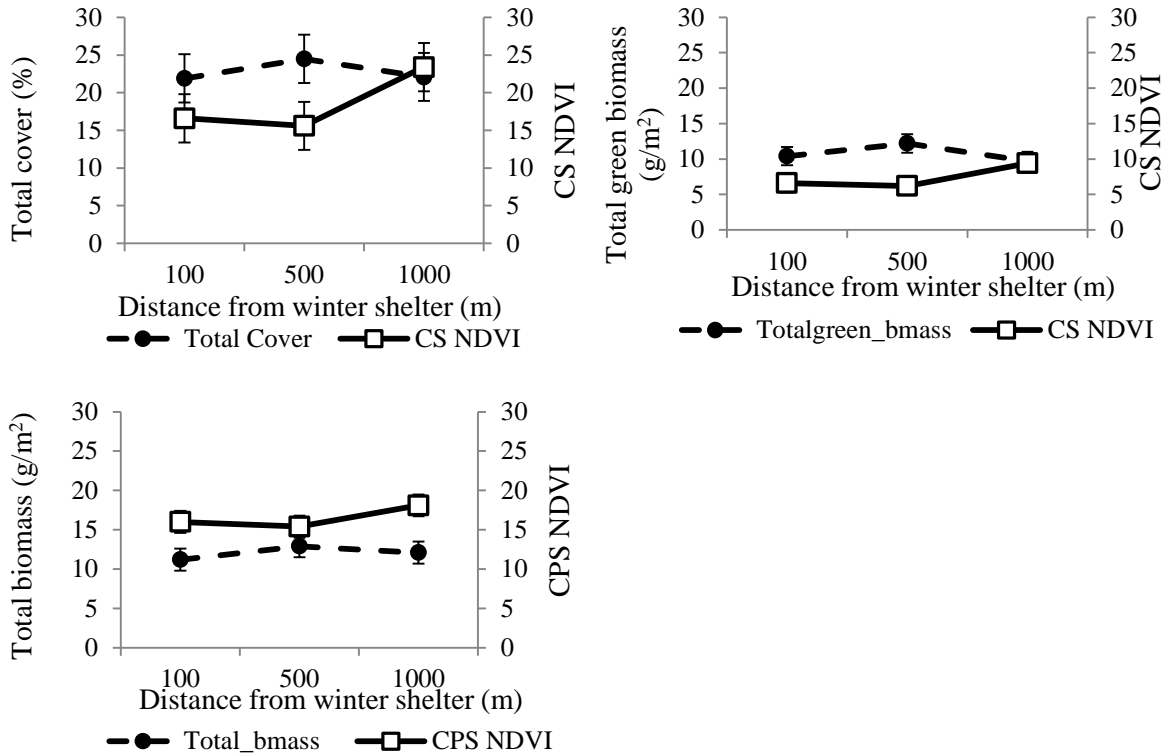 30
25
20
15
10
5
0
Total cover (%)
30
25
20
15
10
5
0
CS NDVI
100 500 1000
Distance from winter shelter (m)
Total Cover CS NDVI
30
25
20
15
10
5
0
Total green biomass
(g/m²)
30
25
20
15
10
5
0
CS NDVI
100 500 1000
Distance from winter shelter (m)
Totalgreen_bmass CS NDVI
30
25
20
15
10
5
0
Total biomass (g/m²)
30
25
20
15
10
5
0
CPS NDVI
100 500 1000
Distance from winter shelter (m)
Total_bmass CPS NDVI